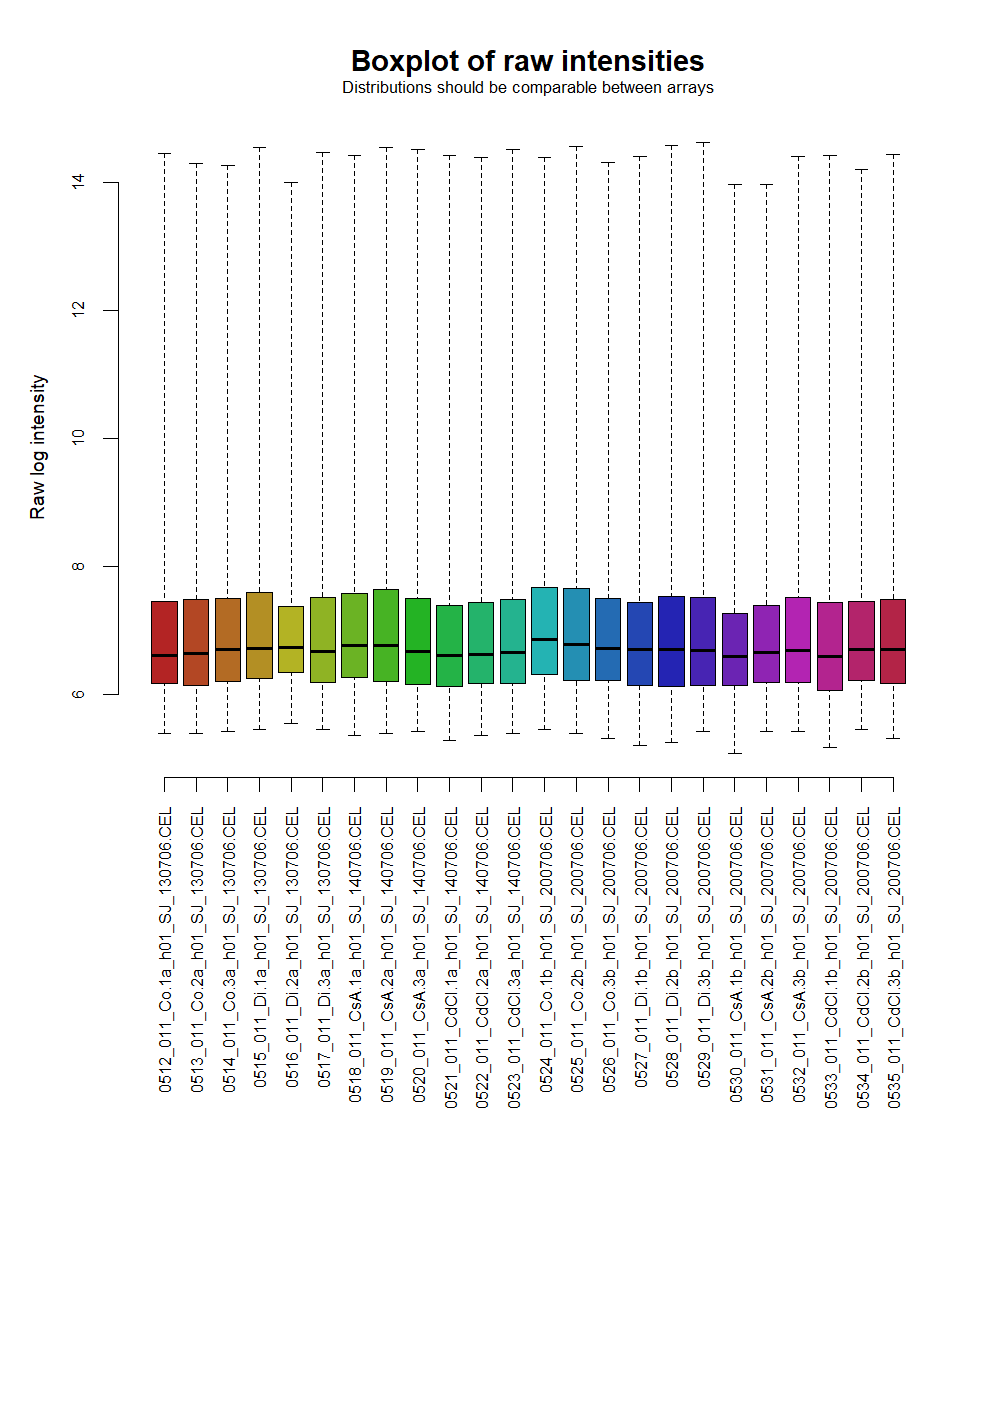 Boxplot of raw intensities
Distributions should be comparable between arrays
Raw log intensity
14
12
10
8
6
0512_011_Co.1a_h01_SJ_130706.CEL
0513_011_Co.2a_h01_SJ_130706.CEL
0514_011_Co.3a_h01_SJ_130706.CEL
0515_011_Di.1a_h01_SJ_130706.CEL
0516_011_Di.2a_h01_SJ_130706.CEL
0517_011_Di.3a_h01_SJ_130706.CEL
0518_011_CsA.1a_h01_SJ_140706.CEL
0519_011_CsA.2a_h01_SJ_140706.CEL
0520_011_CsA.3a_h01_SJ_140706.CEL
0521_011_CdCl.1a_h01_SJ_140706.CEL
0522_011_CdCl.2a_h01_SJ_140706.CEL
0523_011_CdCl.3a_h01_SJ_140706.CEL
0524_011_Co.1b_h01_SJ_200706.CEL
0525_011_Co.2b_h01_SJ_200706.CEL
0526_011_Co.3b_h01_SJ_200706.CEL
0527_011_Di.1b_h01_SJ_200706.CEL
0528_011_Di.2b_h01_SJ_200706.CEL
0529_011_Di.3b_h01_SJ_200706.CEL
0530_011_CsA.1b_h01_SJ_200706.CEL
0531_011_CsA.2b_h01_SJ_200706.CEL
0532_011_CsA.3b_h01_SJ_200706.CEL
0533_011_CdCl.1b_h01_SJ_200706.CEL
0534_011_CdCl.2b_h01_SJ_200706.CEL
0535_011_CdCl.3b_h01_SJ_200706.CEL